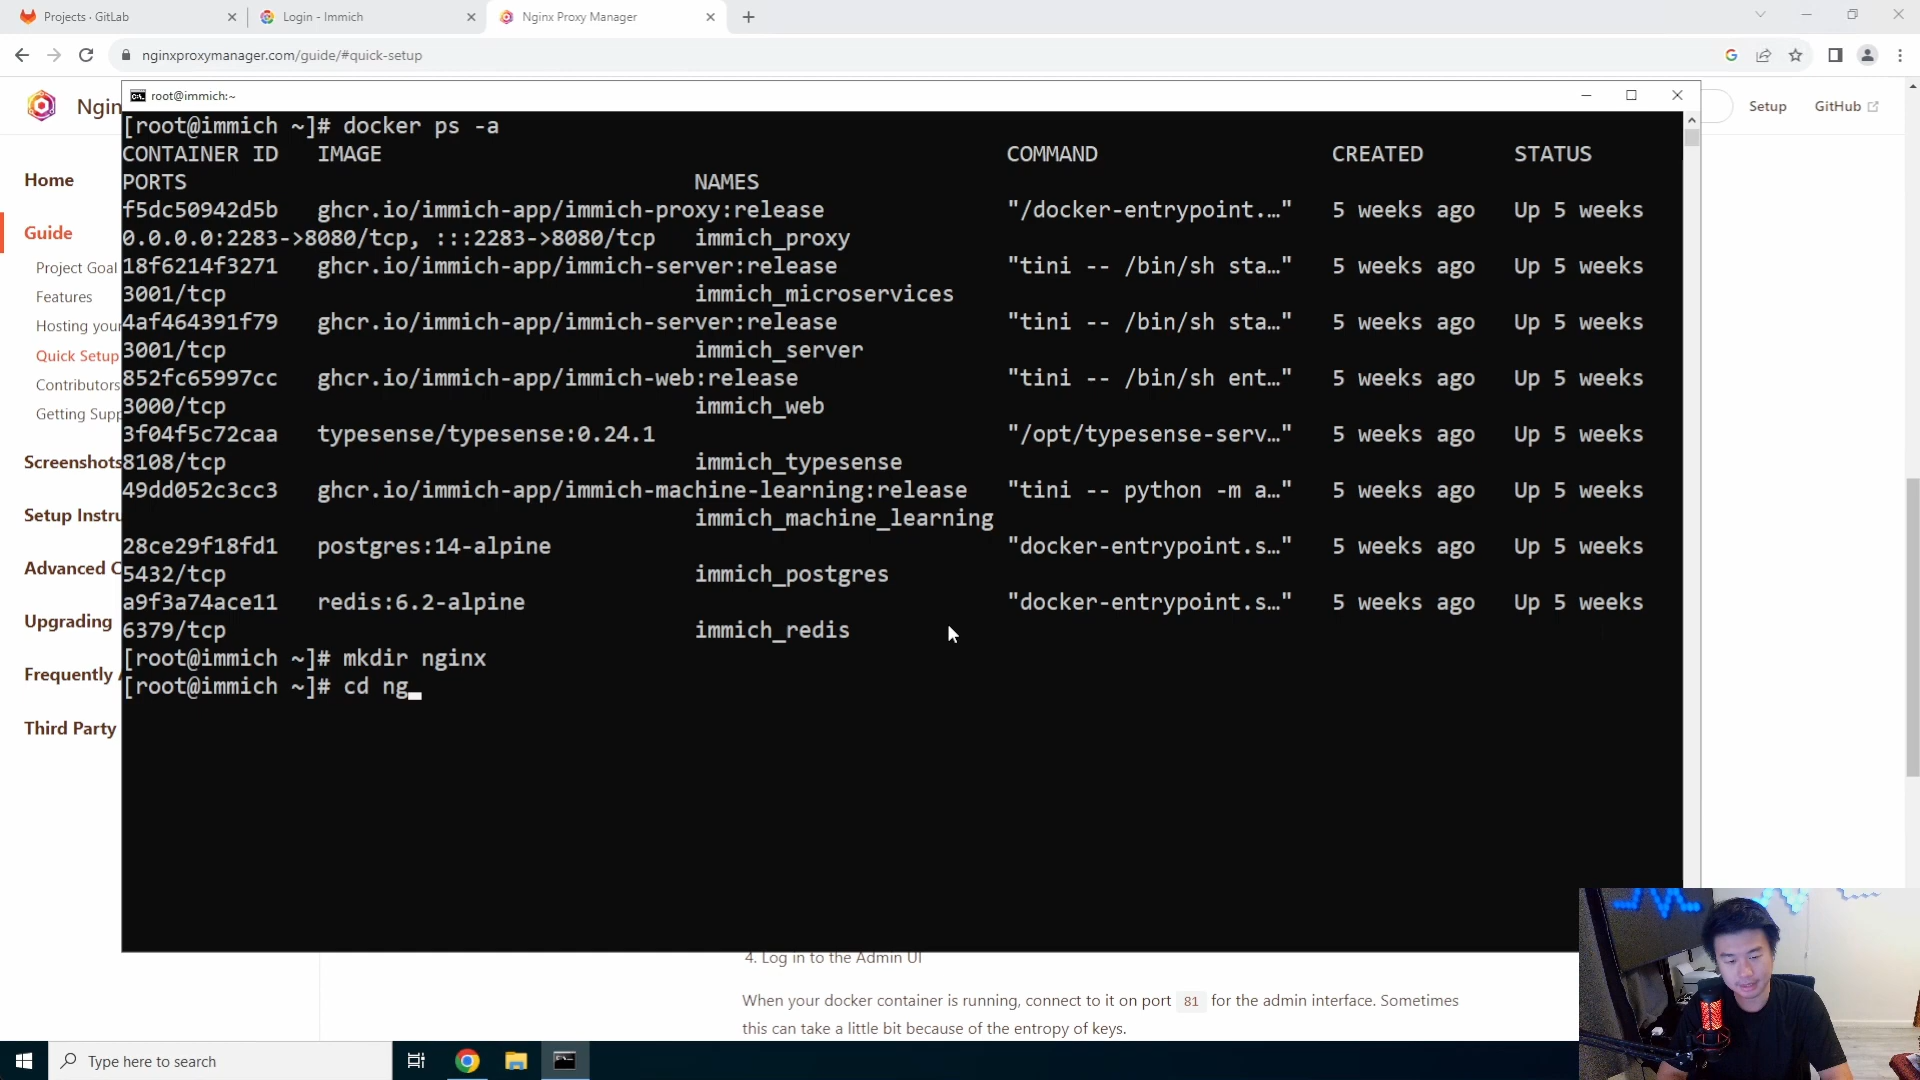 Projects · GitLab
Login - Immich
Nginx Proxy Manager
nginxproxymanager.com/guide/#quick-setup
Ngin
Setup
GitHub
root@immich:~
Home
Guide
Project Goal
Features
Hosting your
Quick Setup
Contributors
Getting Supp
Screenshots
Setup Instru
Advanced C
Upgrading
Frequently A
Third Party
[root@immich ~]# docker ps -a
CONTAINER ID IMAGE COMMAND CREATED STATUS
PORTS NAMES
f5dc50942d5b ghcr.io/immich-app/immich-proxy:release "/docker-entrypoint.…" 5 weeks ago Up 5 weeks
0.0.0.0:2283->8080/tcp, :::2283->8080/tcp immich_proxy
18f6214f3271 ghcr.io/immich-app/immich-server:release "tini -- /bin/sh sta…" 5 weeks ago Up 5 weeks
3001/tcp immich_microservices
4af464391f79 ghcr.io/immich-app/immich-server:release "tini -- /bin/sh sta…" 5 weeks ago Up 5 weeks
3001/tcp immich_server
852fc65997cc ghcr.io/immich-app/immich-web:release "tini -- /bin/sh ent…" 5 weeks ago Up 5 weeks
3000/tcp immich_web
3f04f5c72caa typesense/typesense:0.24.1 "/opt/typesense-serv…" 5 weeks ago Up 5 weeks
8108/tcp immich_typesense
49dd052c3cc3 ghcr.io/immich-app/immich-machine-learning:release "tini -- python -m a…" 5 weeks ago Up 5 weeks
immich_machine_learning
28ce29f18fd1 postgres:14-alpine "docker-entrypoint.s…" 5 weeks ago Up 5 weeks
5432/tcp immich_postgres
a9f3a74ace11 redis:6.2-alpine "docker-entrypoint.s…" 5 weeks ago Up 5 weeks
6379/tcp immich_redis
[root@immich ~]# mkdir nginx
[root@immich ~]# cd ng
4. Log in to the Admin UI
When your docker container is running, connect to it on port 81 for the admin interface. Sometimes
this can take a little bit because of the entropy of keys.
Type here to search